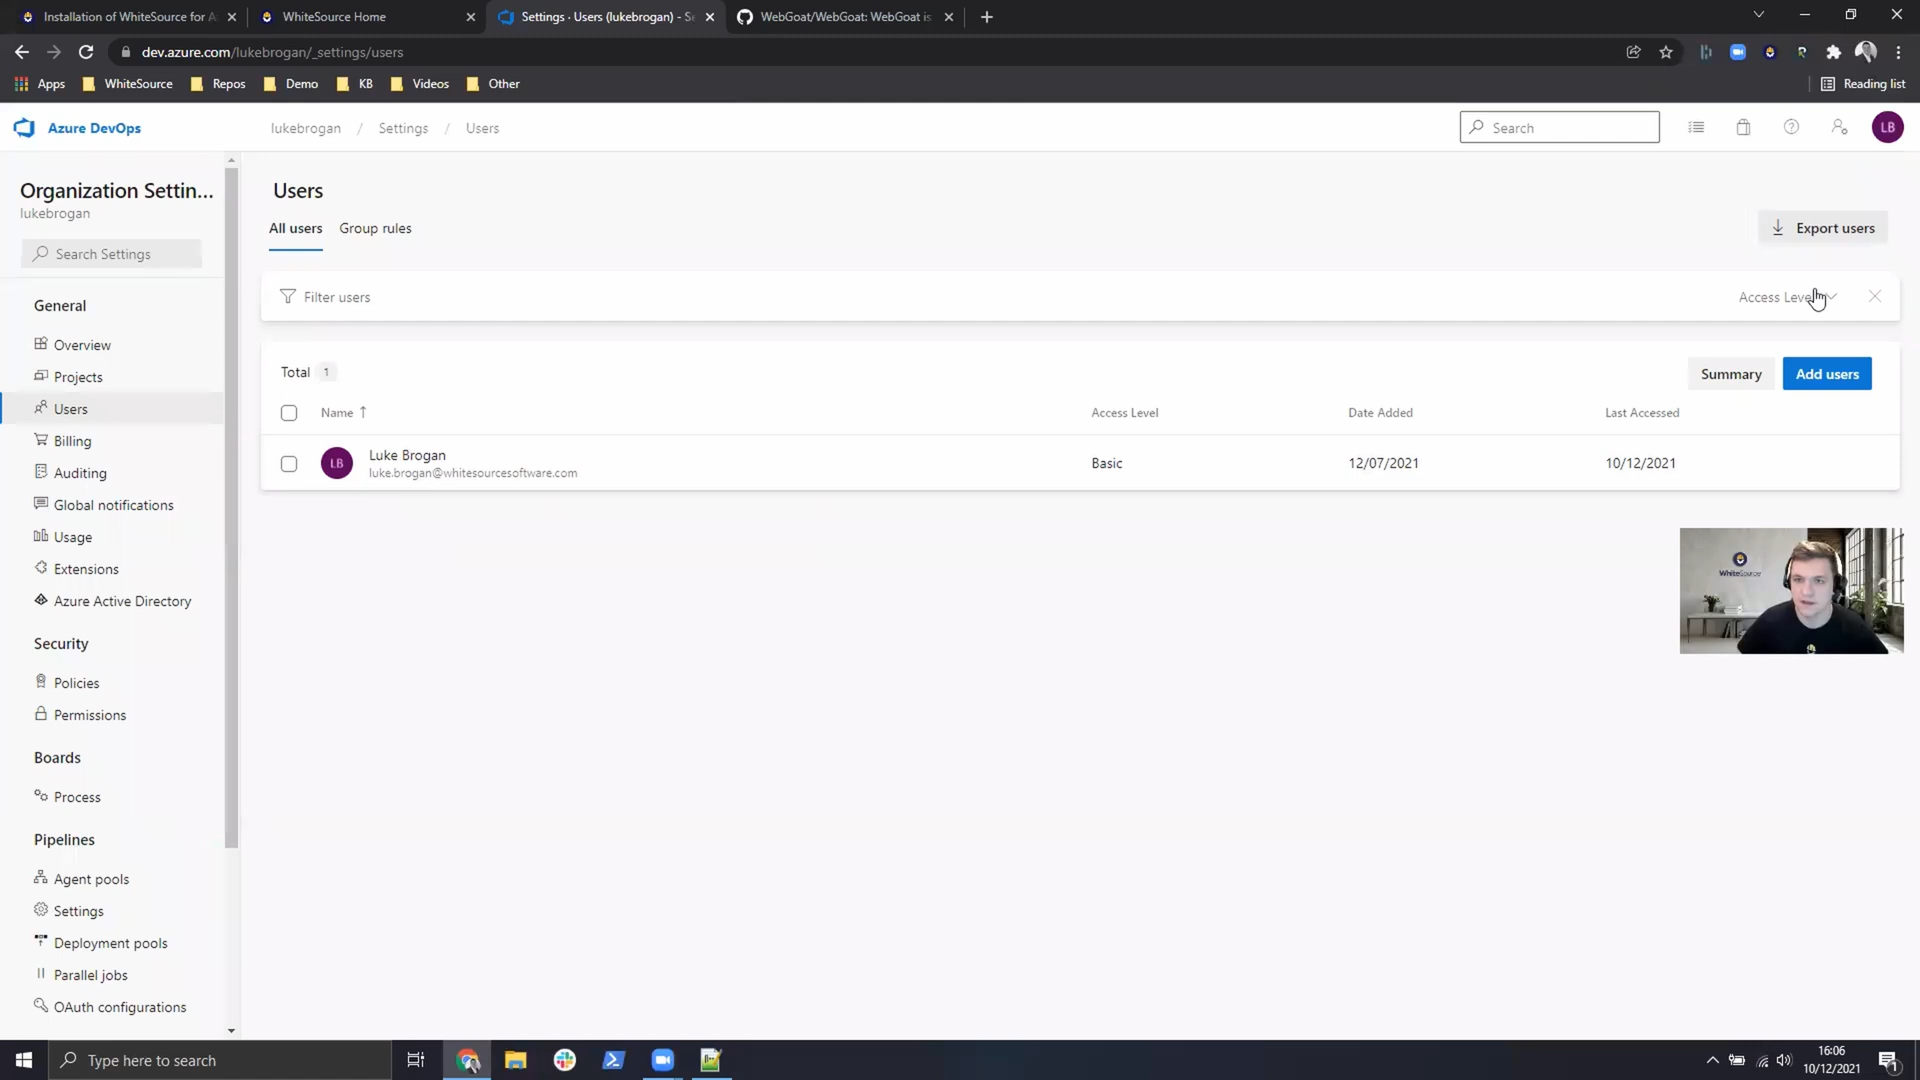 Installation of WhiteSource for A
WhiteSource Home
Settings · Users (lukebrogan) - Se
WebGoat/WebGoat: WebGoat is
dev.azure.com/lukebrogan/_settings/users
Apps
WhiteSource
Repos
Demo
KB
Videos
Other
Reading list
Azure DevOps
lukebrogan / Settings / Users
Search
LB
Organization Settin...
lukebrogan
Search Settings
General
Overview
Projects
Users
Billing
Auditing
Global notifications
Usage
Extensions
Azure Active Directory
Security
Policies
Permissions
Boards
Process
Pipelines
Agent pools
Settings
Deployment pools
Parallel jobs
OAuth configurations
Users
All users
Group rules
Export users
Filter users
Access Level
Total 1
Summary
Add users
Name ↑
Access Level
Date Added
Last Accessed
LB
Luke Brogan
luke.brogan@whitesourcesoftware.com
Basic
12/07/2021
10/12/2021
WhiteSource
Type here to search
16:06
10/12/2021
1